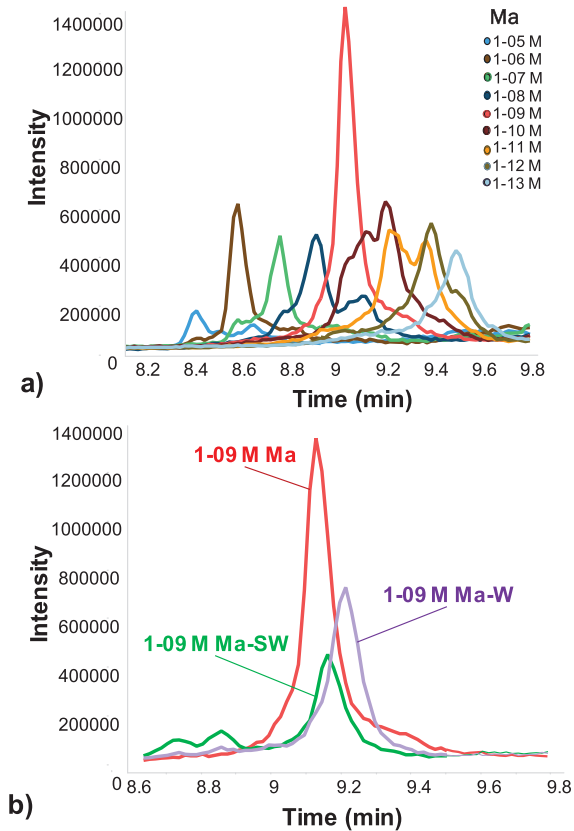 Ma
1-05 M
1-06 M
1-07 M
1-08 M
1-09 M
1-10 M
1-11 M
1-12 M
1-13 M
Intensity
1400000
1200000
1000000
800000
600000
400000
200000
0
8.2 8.4 8.6 8.8 9 9.2 9.4 9.6 9.8
a)
Time (min)
Intensity
1400000
1200000
1000000
800000
600000
400000
200000
0
1-09 M Ma
1-09 M Ma-W
1-09 M Ma-SW
8.6 8.8 9 9.2 9.4 9.6 9.8
b)
Time (min)